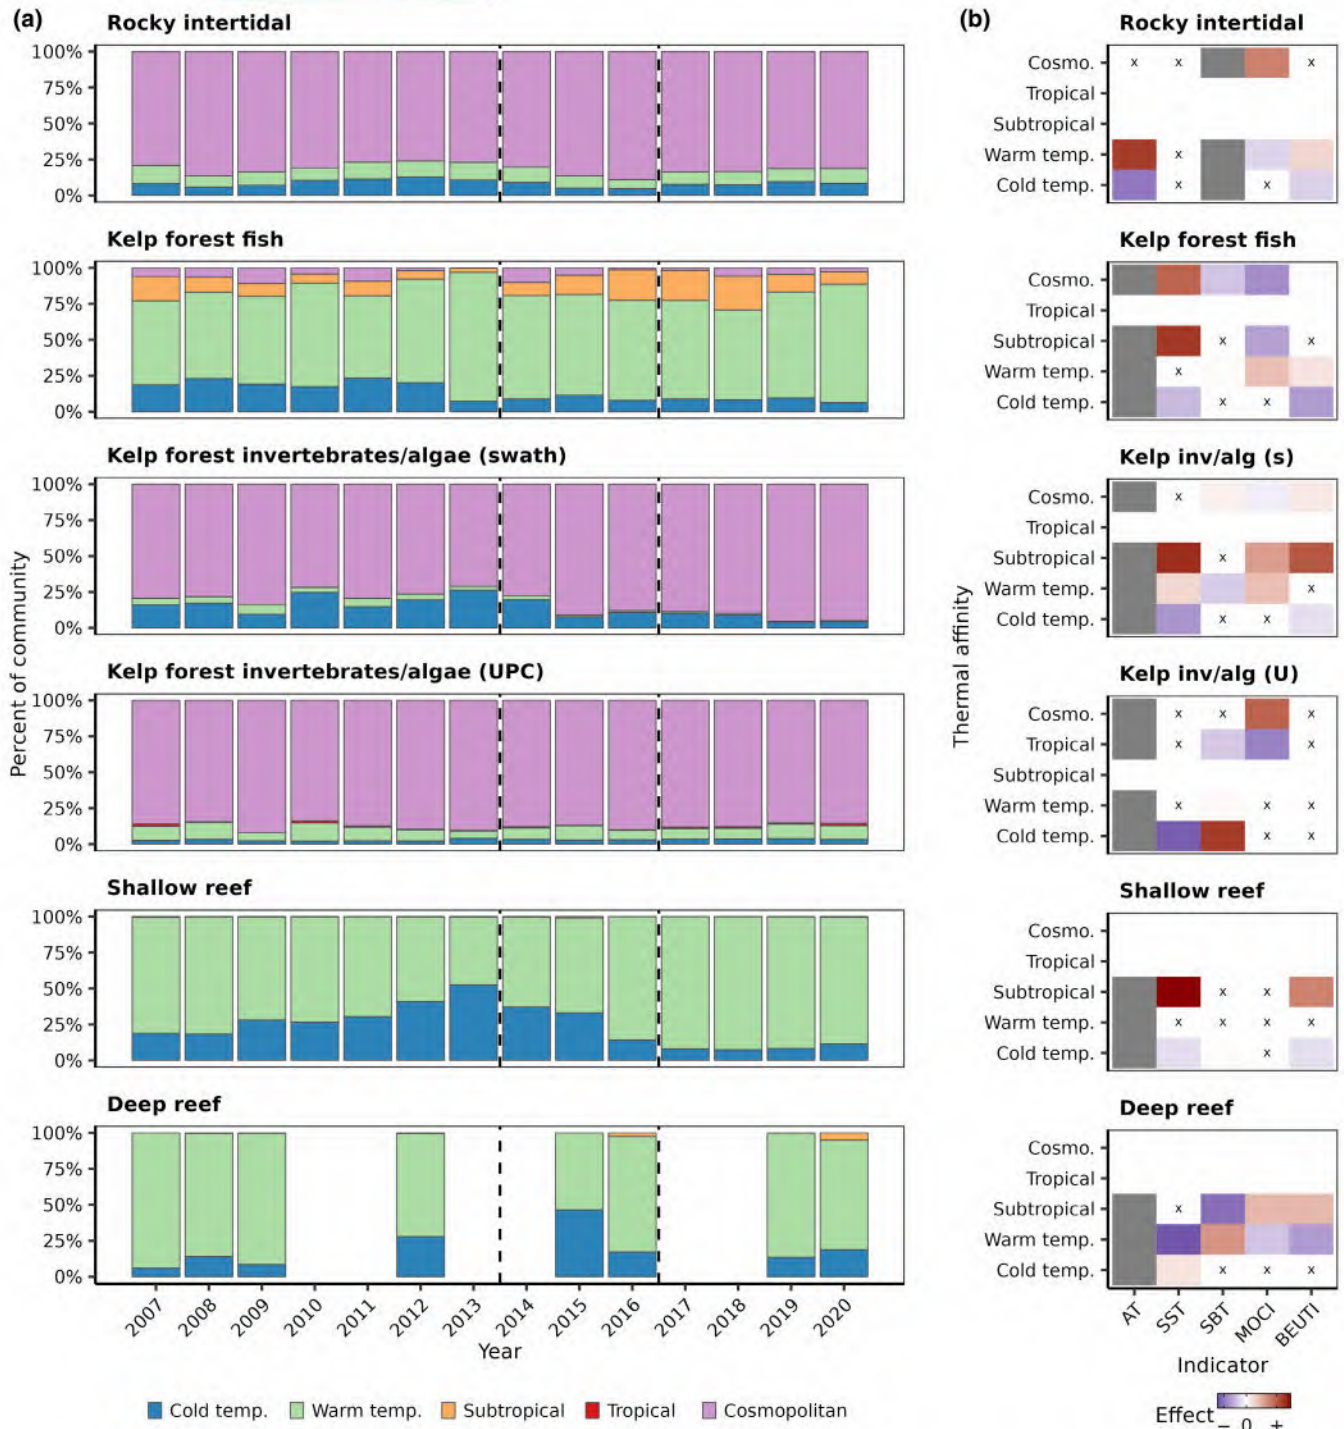 (a)
Rocky intertidal
100%
75%
50%
25%
0%
Kelp forest fish
100%
75%
50%
25%
0%
Kelp forest invertebrates/algae (swath)
100%
75%
50%
25%
0%
Kelp forest invertebrates/algae (UPC)
100%
75%
50%
25%
0%
Shallow reef
100%
75%
50%
25%
0%
Deep reef
100%
75%
50%
25%
0%
Percent of community
2007 2008 2009 2010 2011 2012 2013 2014 2015 2016 2017 2018 2019 2020
Year
Cold temp. Warm temp. Subtropical Tropical Cosmopolitan
(b)
Rocky intertidal
Cosmo. x x x
Tropical
Subtropical
Warm temp. x
Cold temp. x x
Kelp forest fish
Cosmo.
Tropical
Subtropical x x
Warm temp. x
Cold temp. x x
Kelp inv/alg (s)
Cosmo. x
Tropical
Subtropical x
Warm temp. x
Cold temp. x x
Kelp inv/alg (U)
Cosmo. x x x
Tropical x x
Subtropical
Warm temp. x x x
Cold temp. x x
Shallow reef
Cosmo.
Tropical
Subtropical x x
Warm temp. x x x x
Cold temp. x
Deep reef
Cosmo.
Tropical
Subtropical x
Warm temp.
Cold temp. x x x
Thermal affinity
AT SST SBT MOCI BEUTI
Indicator
Effect
− 0 +